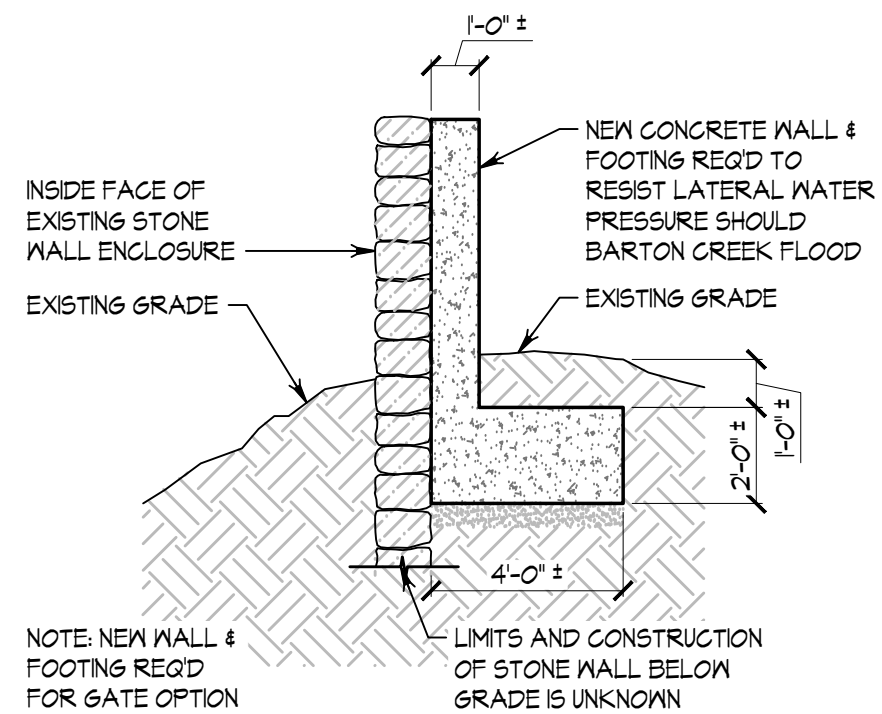 1'-0" ±
NEW CONCRETE WALL &
FOOTING REQ'D TO
RESIST LATERAL WATER
PRESSURE SHOULD
BARTON CREEK FLOOD
INSIDE FACE OF
EXISTING STONE
WALL ENCLOSURE
EXISTING GRADE
EXISTING GRADE
2'-0" ±
1'-0" ±
4'-0" ±
NOTE: NEW WALL &
FOOTING REQ'D
FOR GATE OPTION
LIMITS AND CONSTRUCTION
OF STONE WALL BELOW
GRADE IS UNKNOWN